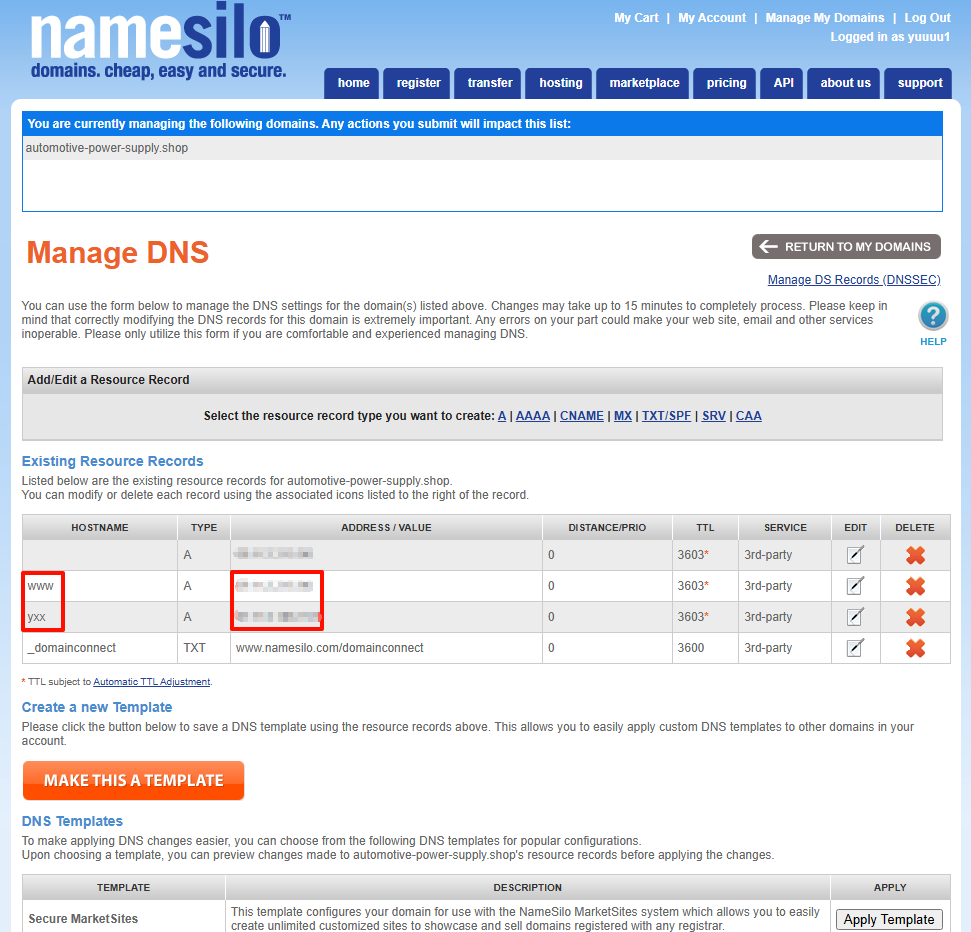 namesilo™
domains. cheap, easy and secure.
My Cart | My Account | Manage My Domains | Log Out
Logged in as yuuuu1
home register transfer hosting marketplace pricing API about us support
You are currently managing the following domains. Any actions you submit will impact this list:
automotive-power-supply.shop
Manage DNS
RETURN TO MY DOMAINS
Manage DS Records (DNSSEC)
You can use the form below to manage the DNS settings for the domain(s) listed above. Changes may take up to 15 minutes to completely process. Please keep in
mind that correctly modifying the DNS records for this domain is extremely important. Any errors on your part could make your web site, email and other services
inoperable. Please only utilize this form if you are comfortable and experienced managing DNS.
?
HELP
Add/Edit a Resource Record
Select the resource record type you want to create: A | AAAA | CNAME | MX | TXT/SPF | SRV | CAA
Existing Resource Records
Listed below are the existing resource records for automotive-power-supply.shop.
You can modify or delete each record using the associated icons listed to the right of the record.
HOSTNAME TYPE ADDRESS / VALUE DISTANCE/PRIO TTL SERVICE EDIT DELETE
A 0 3603* 3rd-party
www A 0 3603* 3rd-party
yxx A 0 3603* 3rd-party
_domainconnect TXT www.namesilo.com/domainconnect 0 3600 3rd-party
* TTL subject to Automatic TTL Adjustment.
Create a new Template
Please click the button below to save a DNS template using the resource records above. This allows you to easily apply custom DNS templates to other domains in your
account.
MAKE THIS A TEMPLATE
DNS Templates
To make applying DNS changes easier, you can choose from the following DNS templates for popular configurations.
Upon choosing a template, you can preview changes made to automotive-power-supply.shop's resource records before applying the changes.
TEMPLATE DESCRIPTION APPLY
Secure MarketSites
This template configures your domain for use with the NameSilo MarketSites system which allows you to easily
create unlimited customized sites to showcase and sell domains registered with any registrar.
Apply Template